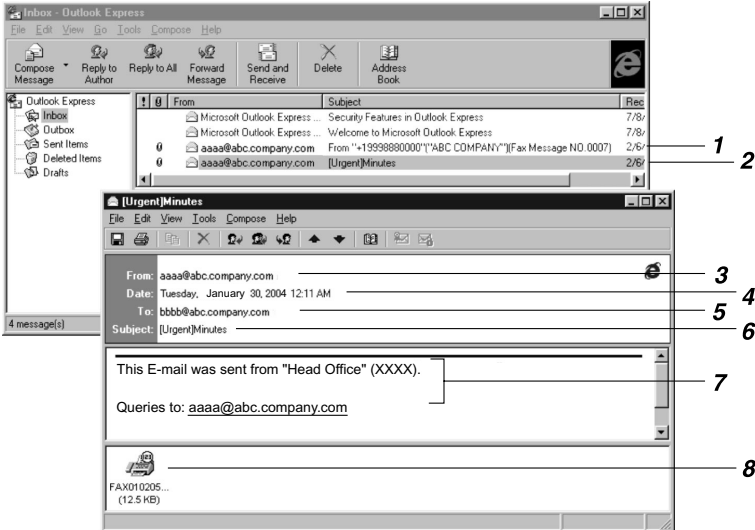 Inbox - Outlook Express
File Edit View Go Tools Compose Help
Compose Message
Reply to Author
Reply to All
Forward Message
Send and Receive
Delete
Address Book
Outlook Express
Inbox
Outbox
Sent Items
Deleted Items
Drafts
! From Subject Rec
Microsoft Outlook Express ... Security Features in Outlook Express 7/8/
Microsoft Outlook Express ... Welcome to Microsoft Outlook Express 7/8/
aaaa@abc.company.com From "+19998880000"("ABC COMPANY")(Fax Message NO.0007) 2/6/
1
aaaa@abc.company.com [Urgent]Minutes 2/6/
2
4 message(s)
[Urgent]Minutes
File Edit View Tools Compose Help
From: aaaa@abc.company.com
3
Date: Tuesday, January 30, 2004 12:11 AM
4
To: bbbb@abc.company.com
5
Subject: [Urgent]Minutes
6
This E-mail was sent from "Head Office" (XXXX).
7
Queries to: aaaa@abc.company.com
8
FAX010205...
(12.5 KB)